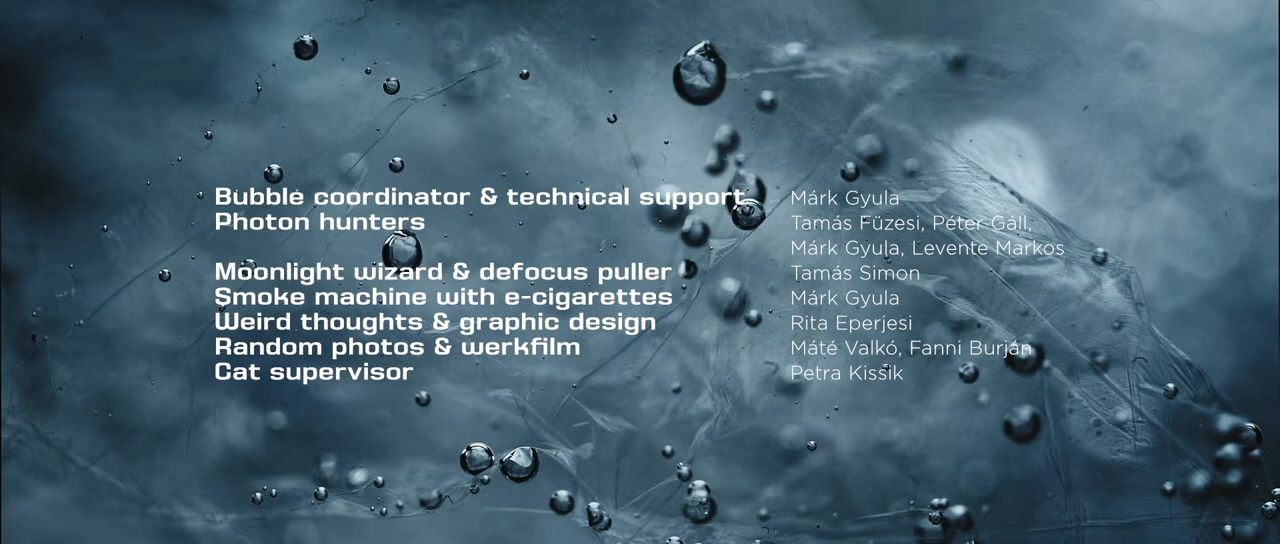 Bubble coordinator & technical support Márk Gyula
Photon hunters Tamás Füzesi, Péter Gáll,
Márk Gyula, Levente Markos
Moonlight wizard & defocus puller Tamás Simon
Smoke machine with e-cigarettes Márk Gyula
Weird thoughts & graphic design Rita Eperjesi
Random photos & werkfilm Máté Valkó, Fanni Burján
Cat supervisor Petra Kissik